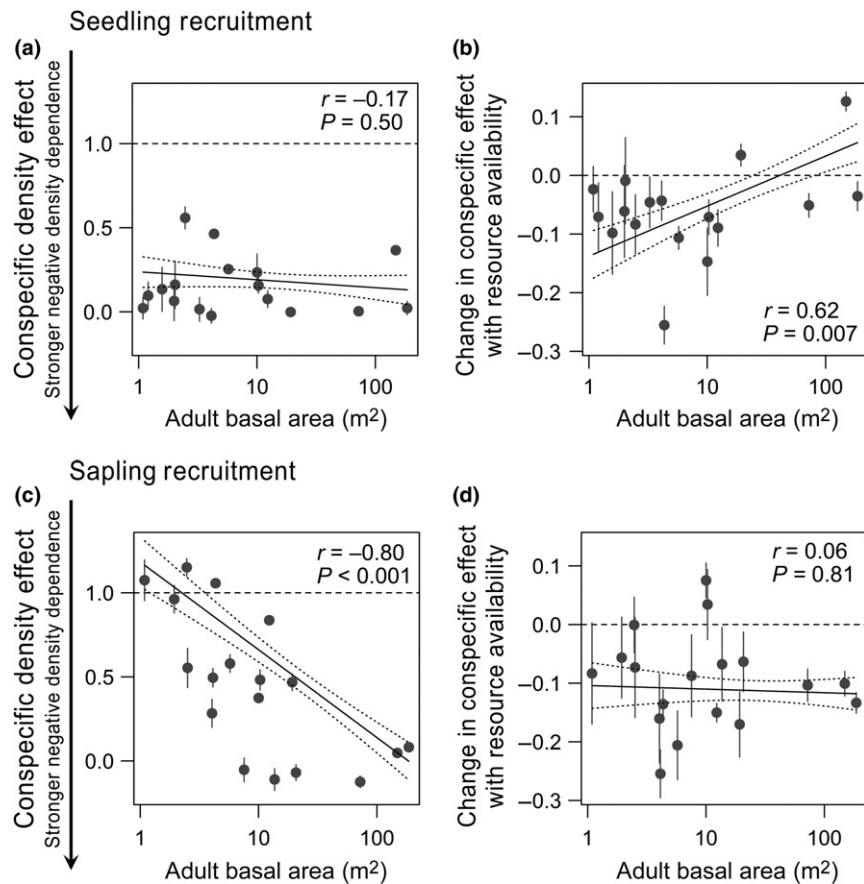 Seedling recruitment
(a)
Conspecific density effect
Stronger negative density dependence
1.0
0.5
0.0
r = –0.17
P = 0.50
1
10
100
Adult basal area (m²)
(b)
Change in conspecific effect
with resource availability
0.1
0.0
–0.1
–0.2
–0.3
r = 0.62
P = 0.007
1
10
100
Adult basal area (m²)
Sapling recruitment
(c)
Conspecific density effect
Stronger negative density dependence
1.0
0.5
0.0
r = –0.80
P < 0.001
1
10
100
Adult basal area (m²)
(d)
Change in conspecific effect
with resource availability
0.1
0.0
–0.1
–0.2
–0.3
r = 0.06
P = 0.81
1
10
100
Adult basal area (m²)